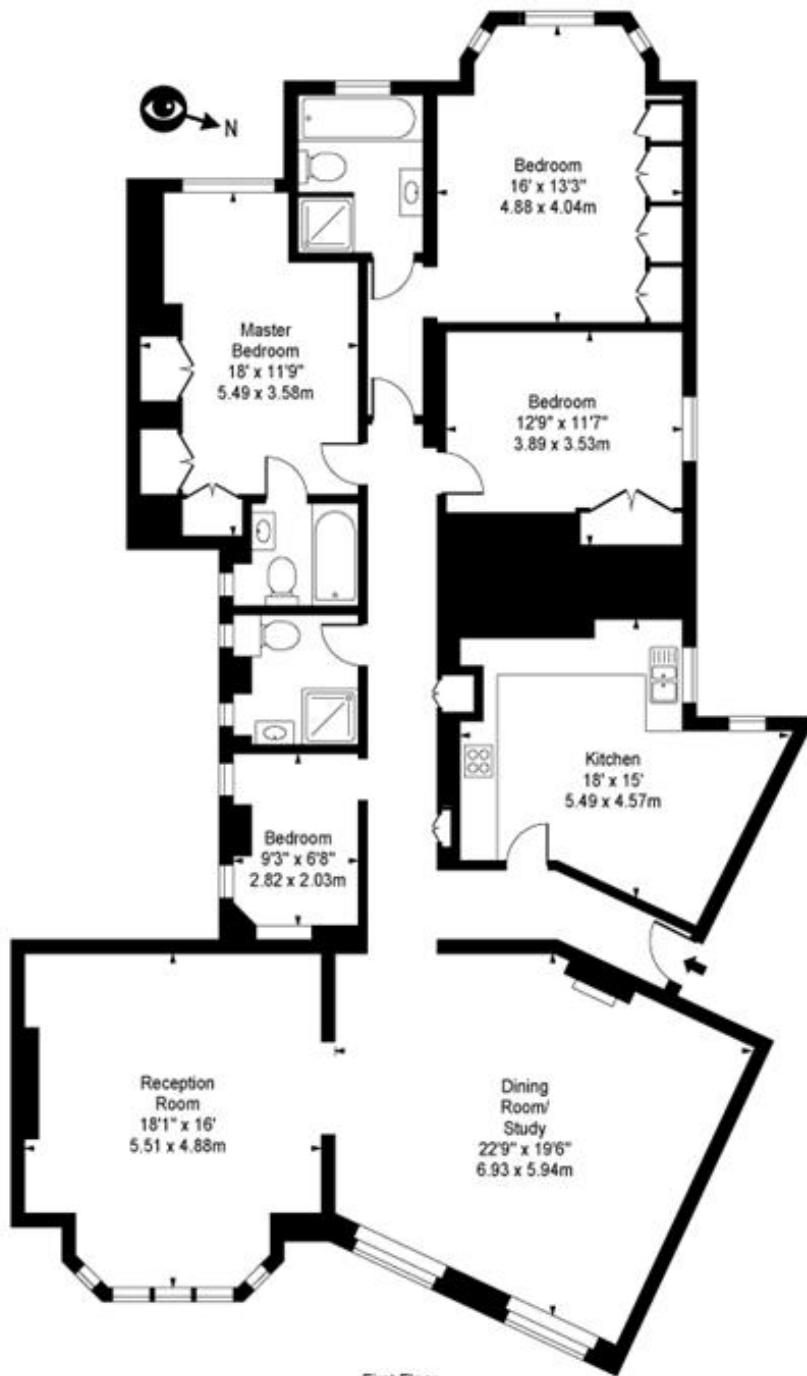 N
Bedroom
16' x 13'3"
4.88 x 4.04m
Master
Bedroom
18' x 11'9"
5.49 x 3.58m
Bedroom
12'9" x 11'7"
3.89 x 3.53m
Kitchen
18' x 15'
5.49 x 4.57m
Bedroom
9'3" x 6'8"
2.82 x 2.03m
Reception
Room
18'1" x 16'
5.51 x 4.88m
Dining
Room/
Study
22'9" x 19'6"
6.93 x 5.94m
First Floor